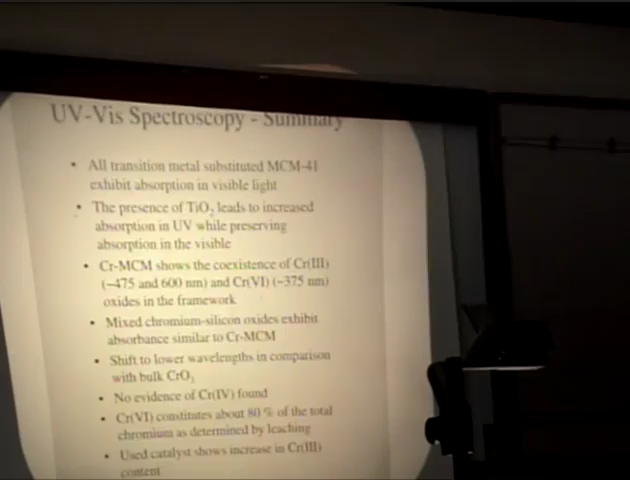 UV-Vis Spectroscopy - Summary
• All transition metal substituted MCM-41
exhibit absorption in visible light
• The presence of TiO₂ leads to increased
absorption in UV while preserving
absorption in the visible
• Cr-MCM shows the coexistence of Cr(III)
(~475 and 600 nm) and Cr(VI) (~375 nm)
oxides in the framework
• Mixed chromium-silicon oxides exhibit
absorbance similar to Cr-MCM
• Shift to lower wavelengths in comparison
with bulk CrO₃
• No evidence of Cr(IV) found
• Cr(VI) constitutes about 80 % of the total
chromium as determined by leaching
• Used catalyst shows increase in Cr(III)
content